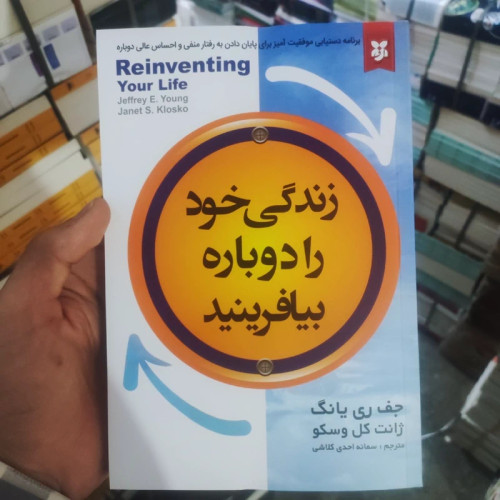 برنامه دستیابی موفقیت آمیز برای پایان دادن به رفتار منفی و احساس عالی دوباره
Reinventing
Your Life
Jeffrey E. Young
Janet S. Klosko
زندگی خود
را دوباره
بیافرینید
جف ری یانگ
ژانت کل وسکو
مترجم : سمانه احدی کلاشی